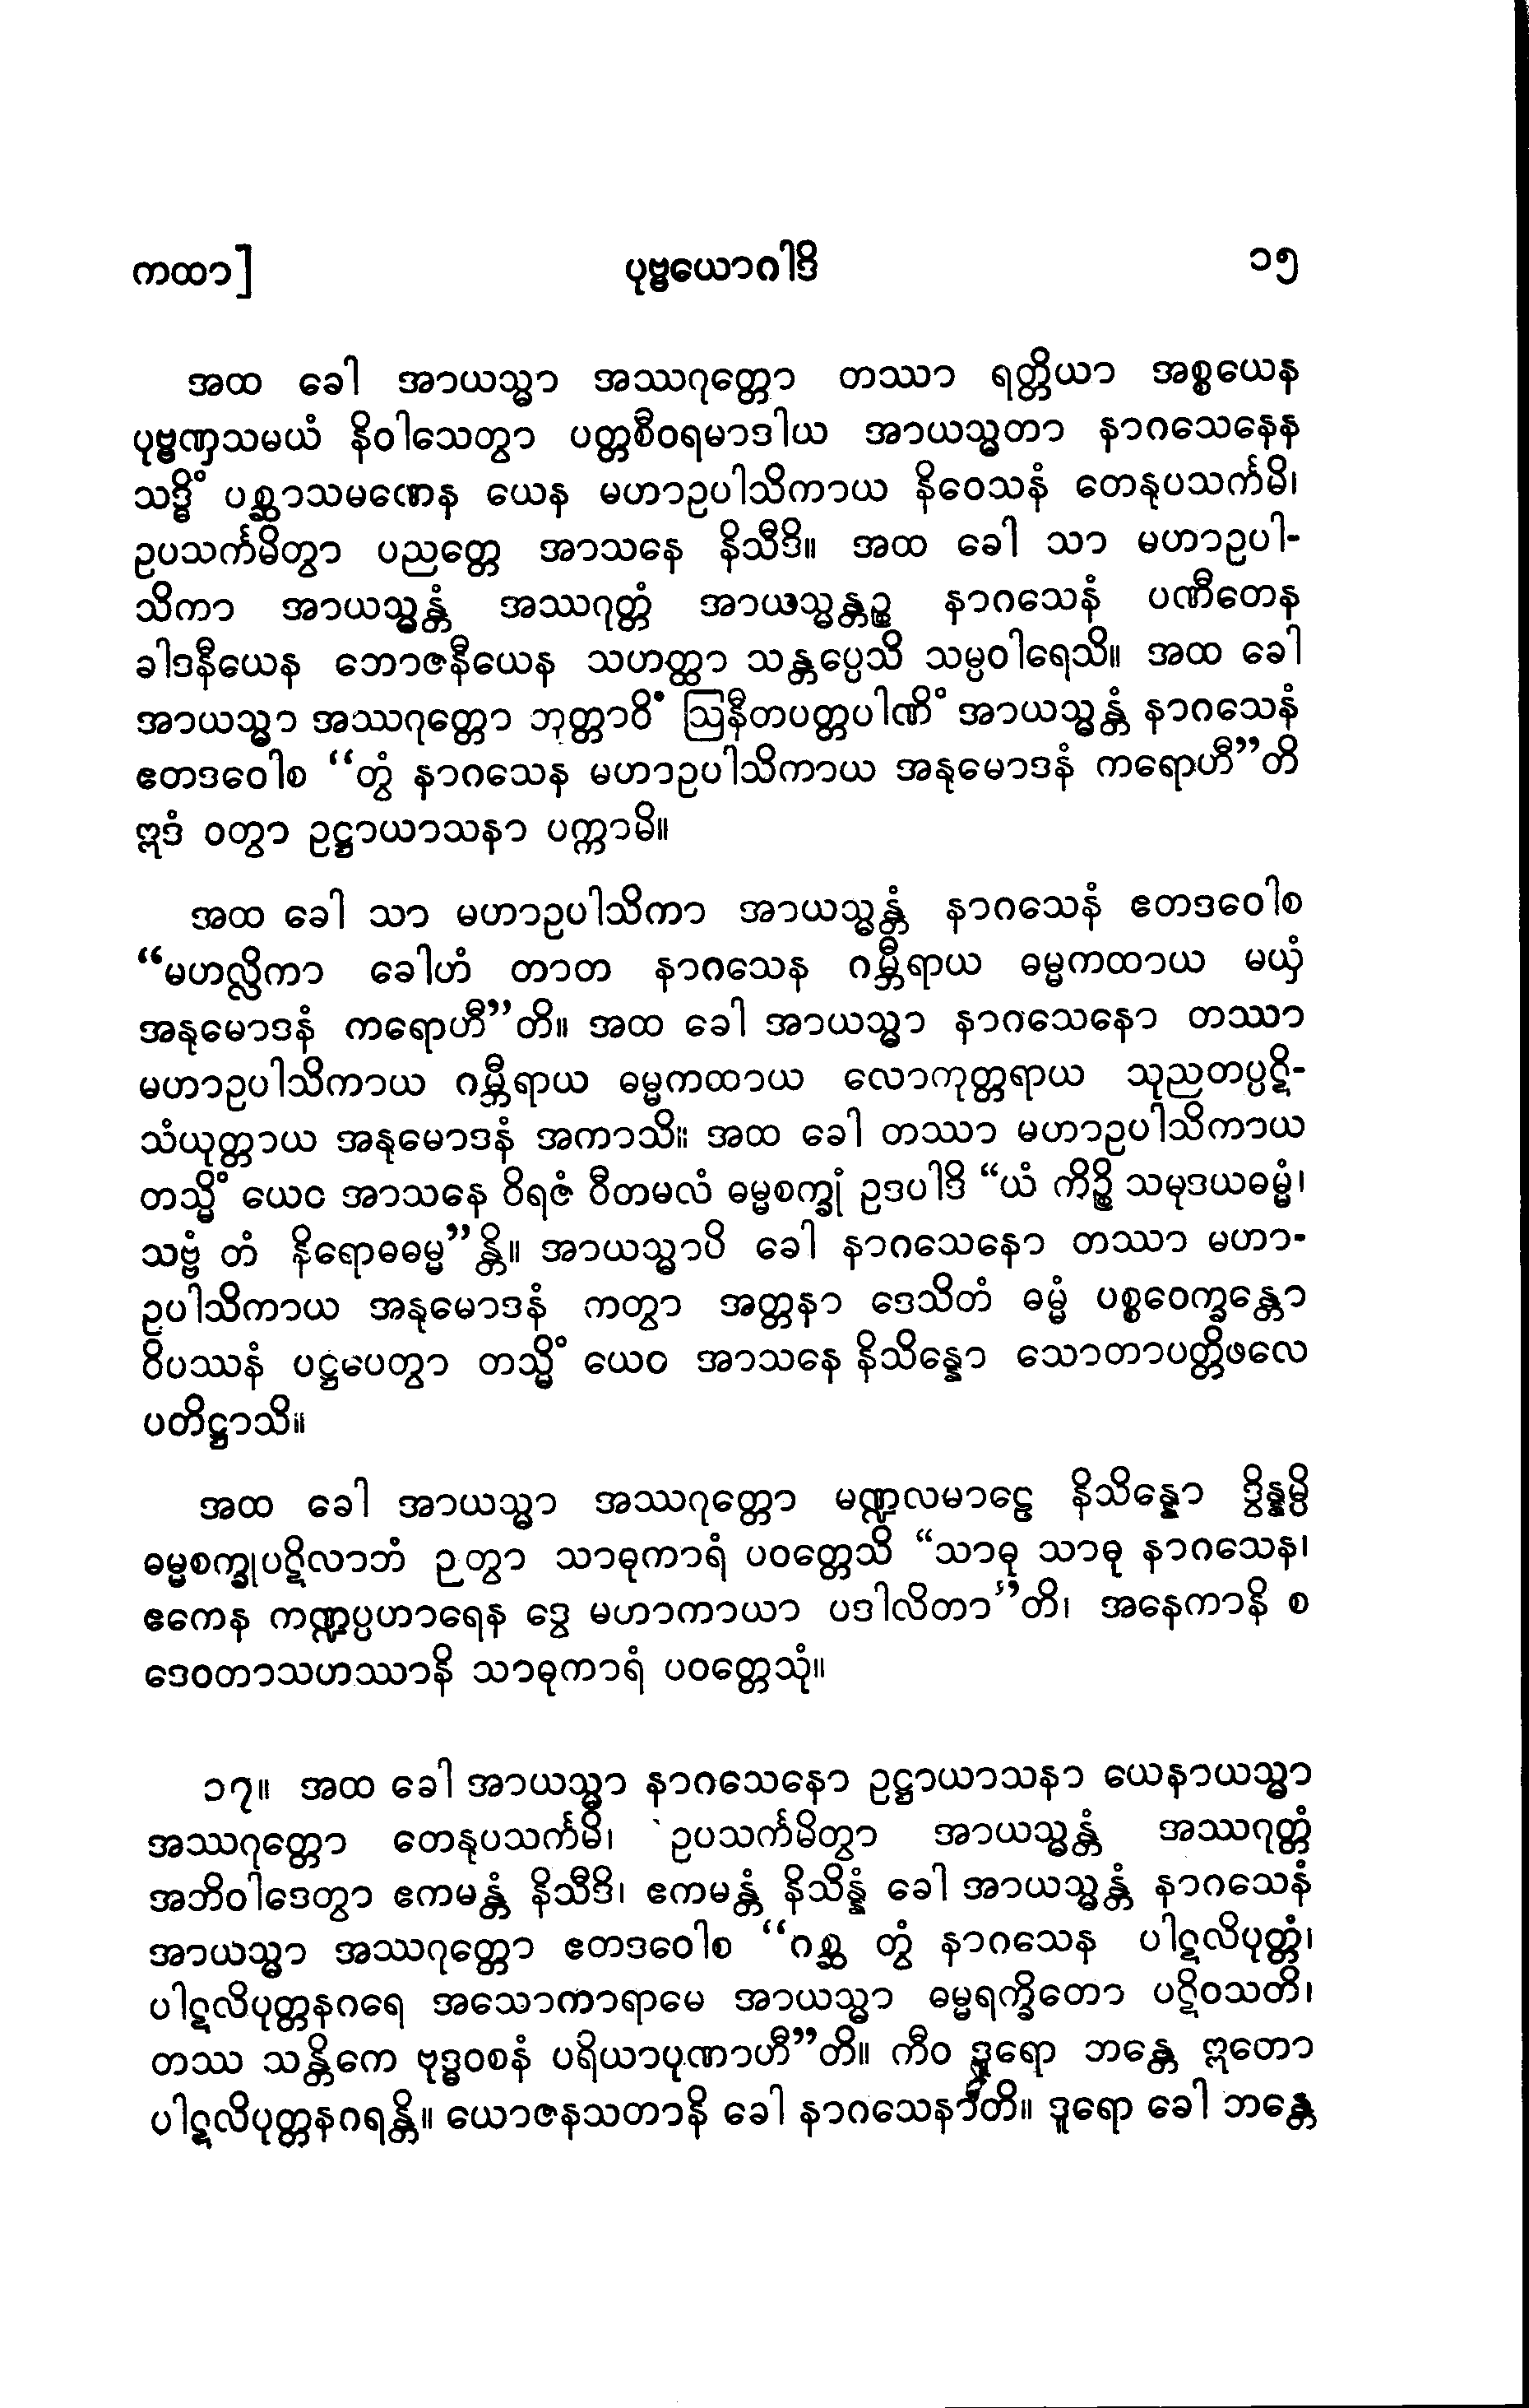 ကထာ] ပုဗ္ဗယောဂါဒိ ၁၅
အထ ခေါ အာယသ္မာ အဿဂုတ္တော တဿာ ရတ္တိယာ အစ္စယေန
ပုဗ္ဗဏှသမယံ နိဝါသေတွာ ပတ္တစီဝရမာဒါယ အာယသ္မတာ နာဂသေနေန
သဒ္ဓိံ ပစ္ဆာသမဏေန ယေန မဟာဥပါသိကာယ နိဝေသနံ တေနုပသင်္ကမိ၊
ဥပသင်္ကမိတွာ ပညတ္တေ အာသနေ နိသီဒိ။ အထ ခေါ သာ မဟာဥပါ-
သိကာ အာယသ္မန္တံ အဿဂုတ္တံ အာယသ္မန္တဉ္စ နာဂသေနံ ပဏီတေန
ခါဒနီယေန ဘောဇနီယေန သဟတ္ထာ သန္တပ္ပေသိ သမ္ပဝါရေသိ။ အထ ခေါ
အာယသ္မာ အဿဂုတ္တော ဘုတ္တာဝိံ ဩနီတပတ္တပါဏိံ အာယသ္မန္တံ နာဂသေနံ
ဧတဒဝေါစ “တွံ နာဂသေန မဟာဥပါသိကာယ အနုမောဒနံ ကရောဟီ”တိ
ဣဒံ ဝတွာ ဥဋ္ဌာယာသနာ ပက္ကာမိ။
အထ ခေါ သာ မဟာဥပါသိကာ အာယသ္မန္တံ နာဂသေနံ ဧတဒဝေါစ
“မဟလ္လိကာ ခေါဟံ တာတ နာဂသေန ဂမ္ဘီရာယ ဓမ္မကထာယ မယှံ
အနုမောဒနံ ကရောဟီ”တိ။ အထ ခေါ အာယသ္မာ နာဂသေနော တဿာ
မဟာဥပါသိကာယ ဂမ္ဘီရာယ ဓမ္မကထာယ လောကုတ္တရာယ သုညတပ္ပဋိ-
သံယုတ္တာယ အနုမောဒနံ အကာသိ။ အထ ခေါ တဿာ မဟာဥပါသိကာယ
တသ္မိံ ယေဝ အာသနေ ဝိရဇံ ဝီတမလံ ဓမ္မစက္ခုံ ဥဒပါဒိ “ယံ ကိဉ္စိ သမုဒယဓမ္မံ၊
သဗ္ဗံ တံ နိရောဓဓမ္မ”န္တိ။ အာယသ္မာပိ ခေါ နာဂသေနော တဿာ မဟာ-
ဥပါသိကာယ အနုမောဒနံ ကတွာ အတ္တနာ ဒေသိတံ ဓမ္မံ ပစ္စဝေက္ခန္တော
ဝိပဿနံ ပဋ္ဌပေတွာ တသ္မိံ ယေဝ အာသနေ နိသိန္နော သောတာပတ္တိဖလေ
ပတိဋ္ဌာသိ။
အထ ခေါ အာယသ္မာ အဿဂုတ္တော မဏ္ဍလမာဠေ နိသိန္နော ဒွိန္နမ္ပိ
ဓမ္မစက္ခုပဋိလာဘံ ဉတွာ သာဓုကာရံ ပဝတ္တေသိ “သာဓု သာဓု နာဂသေန၊
ဧကေန ကဏ္ဍပ္ပဟာရေန ဒွေ မဟာကာယာ ပဒါလိတာ”တိ၊ အနေကာနိ စ
ဒေဝတာသဟဿာနိ သာဓုကာရံ ပဝတ္တေသုံ။
၁၇။ အထ ခေါ အာယသ္မာ နာဂသေနော ဥဋ္ဌာယာသနာ ယေနာယသ္မာ
အဿဂုတ္တော တေနုပသင်္ကမိ၊ ဥပသင်္ကမိတွာ အာယသ္မန္တံ အဿဂုတ္တံ
အဘိဝါဒေတွာ ဧကမန္တံ နိသီဒိ၊ ဧကမန္တံ နိသိန္နံ ခေါ အာယသ္မန္တံ နာဂသေနံ
အာယသ္မာ အဿဂုတ္တော ဧတဒဝေါစ “ဂစ္ဆ တွံ နာဂသေန ပါဋလိပုတ္တံ၊
ပါဋလိပုတ္တနဂရေ အသောကာရာမေ အာယသ္မာ ဓမ္မရက္ခိတော ပဋိဝသတိ၊
တဿ သန္တိကေ ဗုဒ္ဓဝစနံ ပရိယာပုဏာဟီ”တိ။ ကီဝ ဒူရော ဘန္တေ ဣတော
ပါဋလိပုတ္တနဂရန္တိ။ ယောဇနသတာနိ ခေါ နာဂသေနာတိ။ ဒူရော ခေါ ဘန္တေ